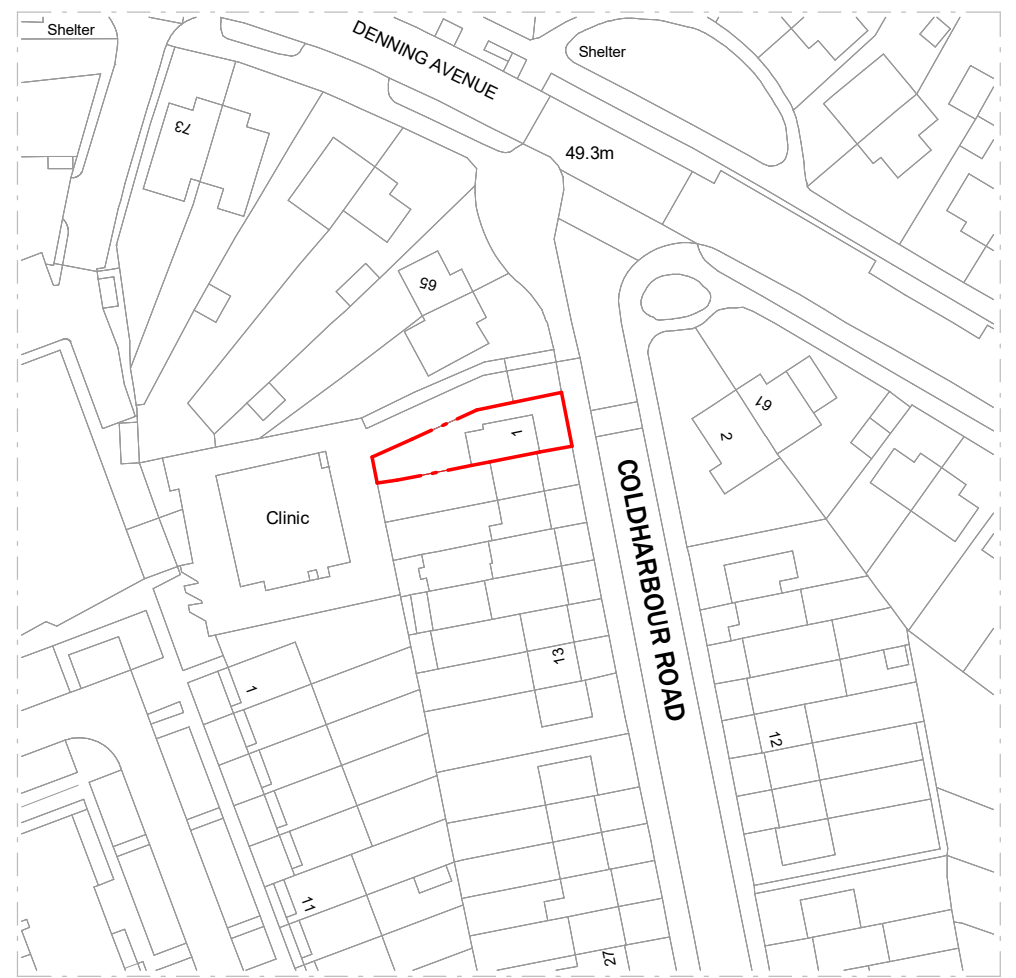 Shelter
DENNING AVENUE
Shelter
73
49.3m
65
61
1
2
Clinic
COLDHARBOUR ROAD
13
1
12
11
27